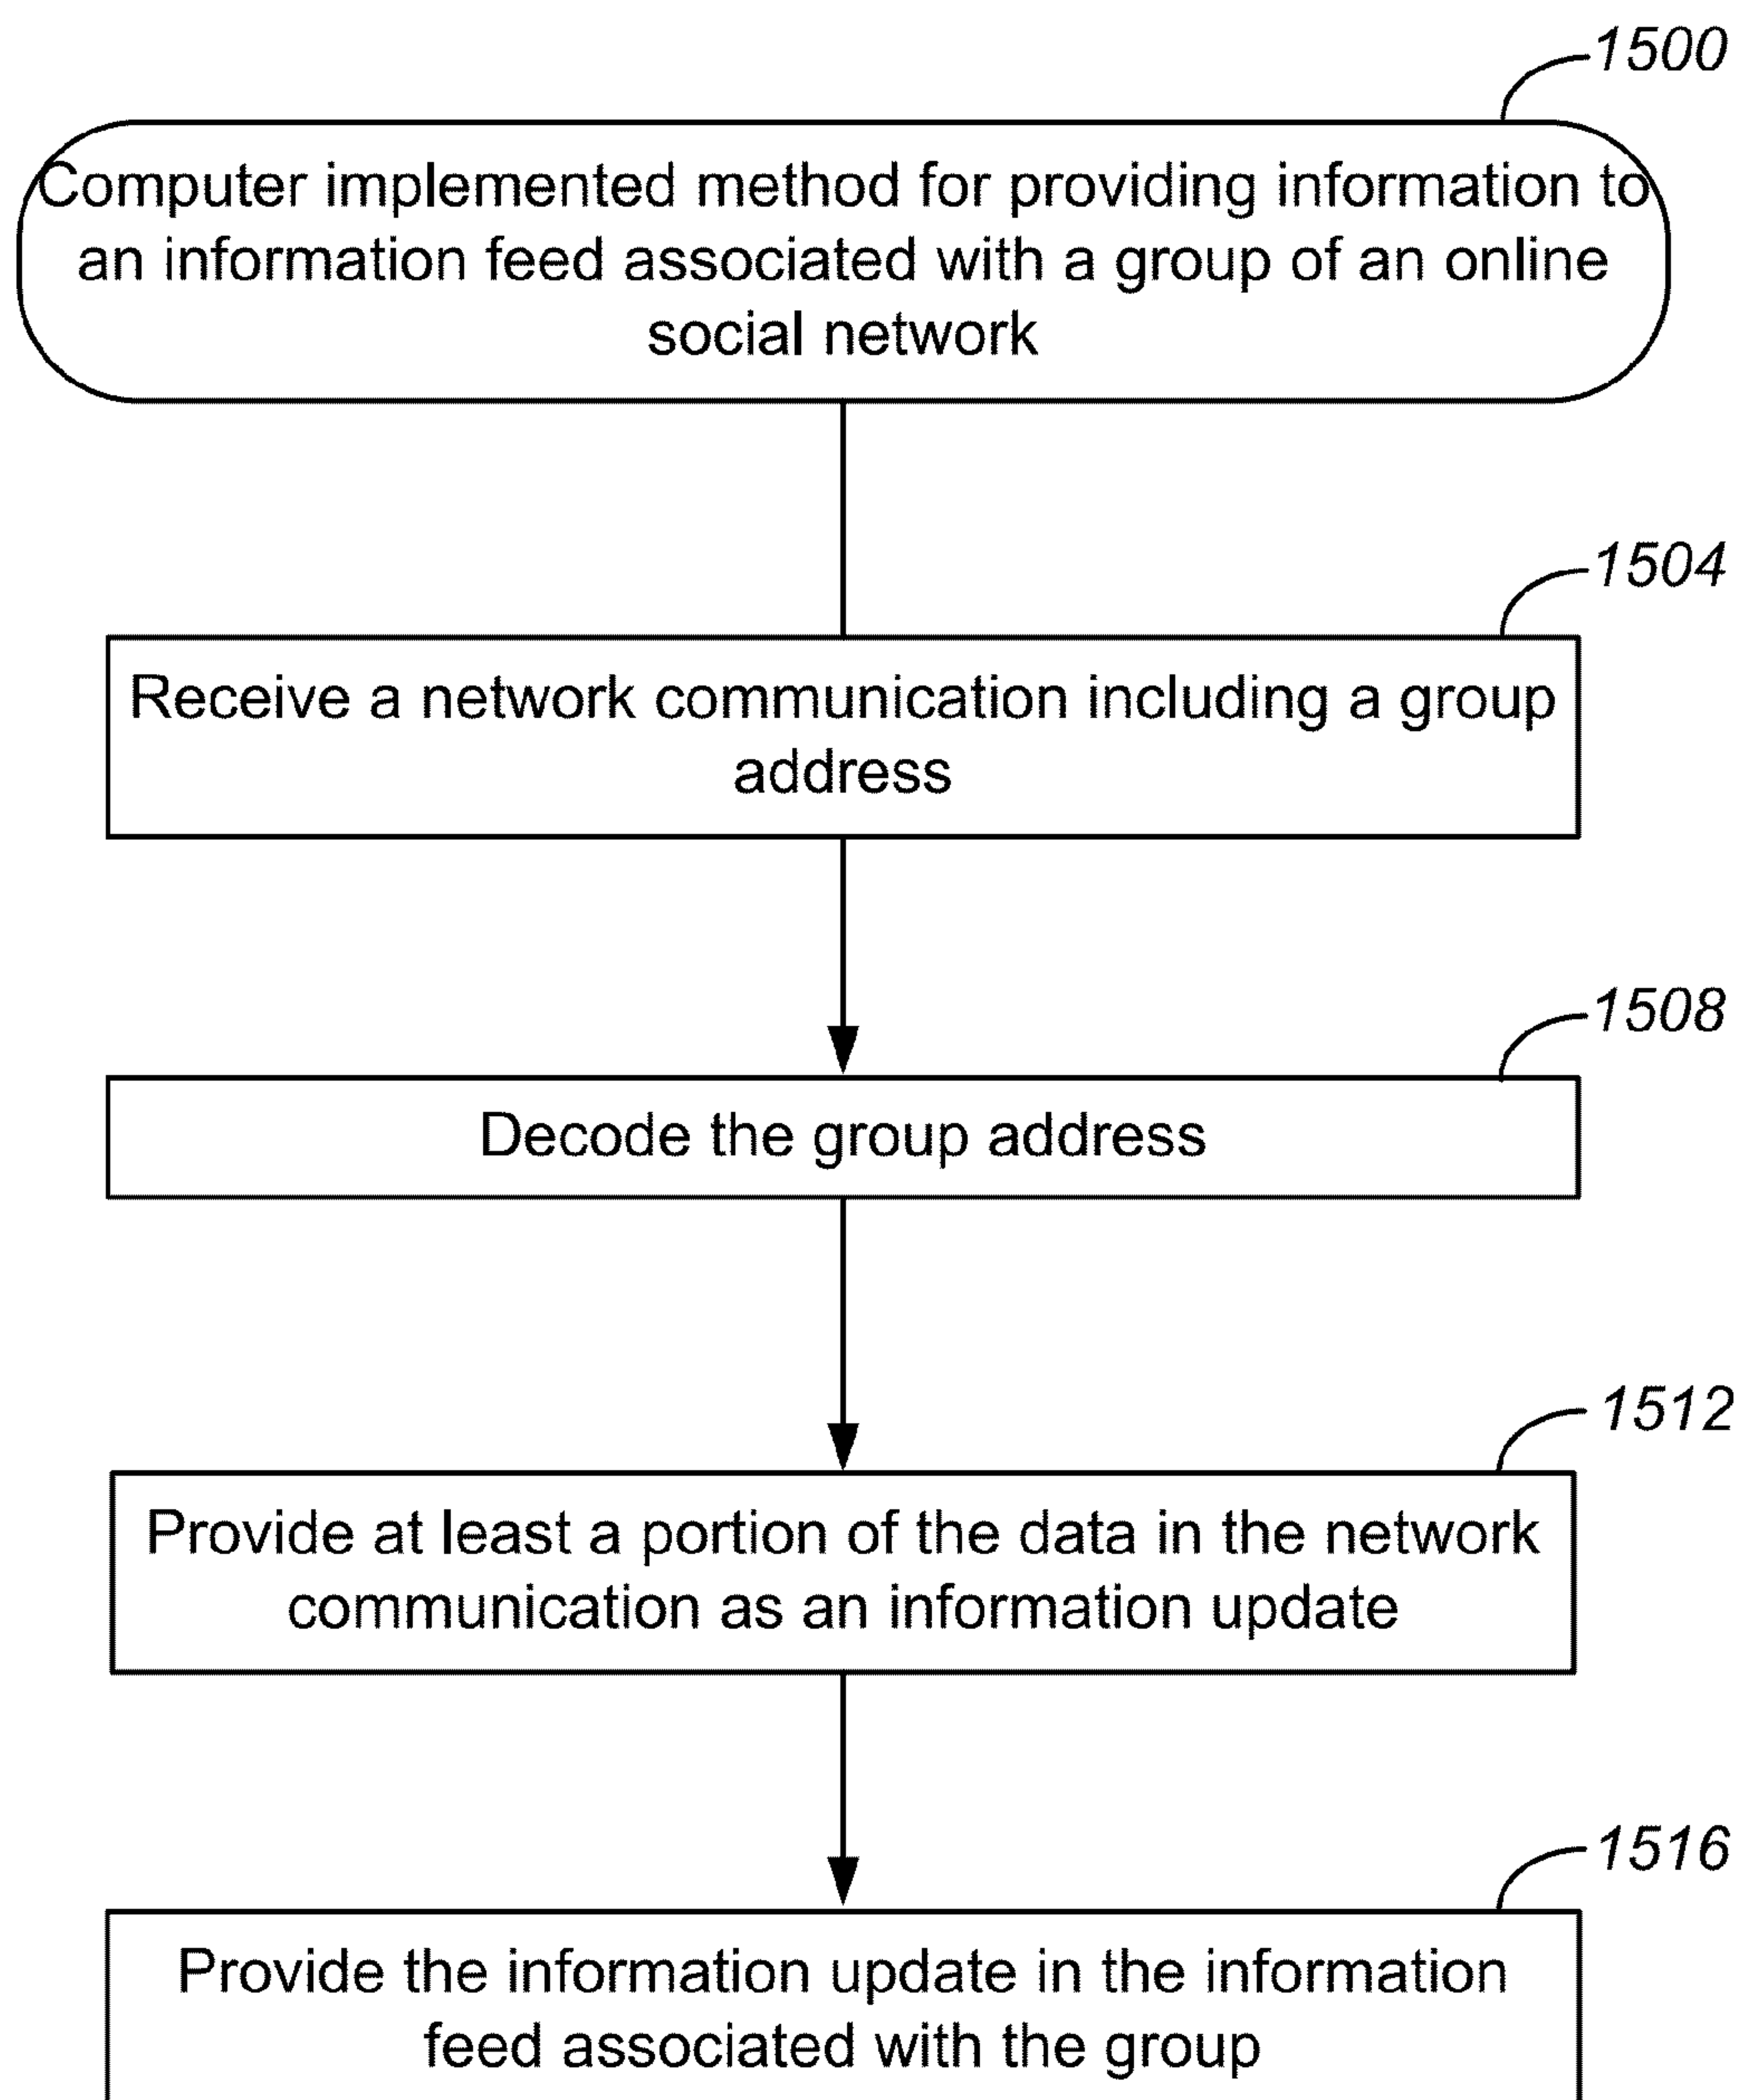 1500
Computer implemented method for providing information to
an information feed associated with a group of an online
social network
1504
Receive a network communication including a group
address
1508
Decode the group address
1512
Provide at least a portion of the data in the network
communication as an information update
1516
Provide the information update in the information
feed associated with the group